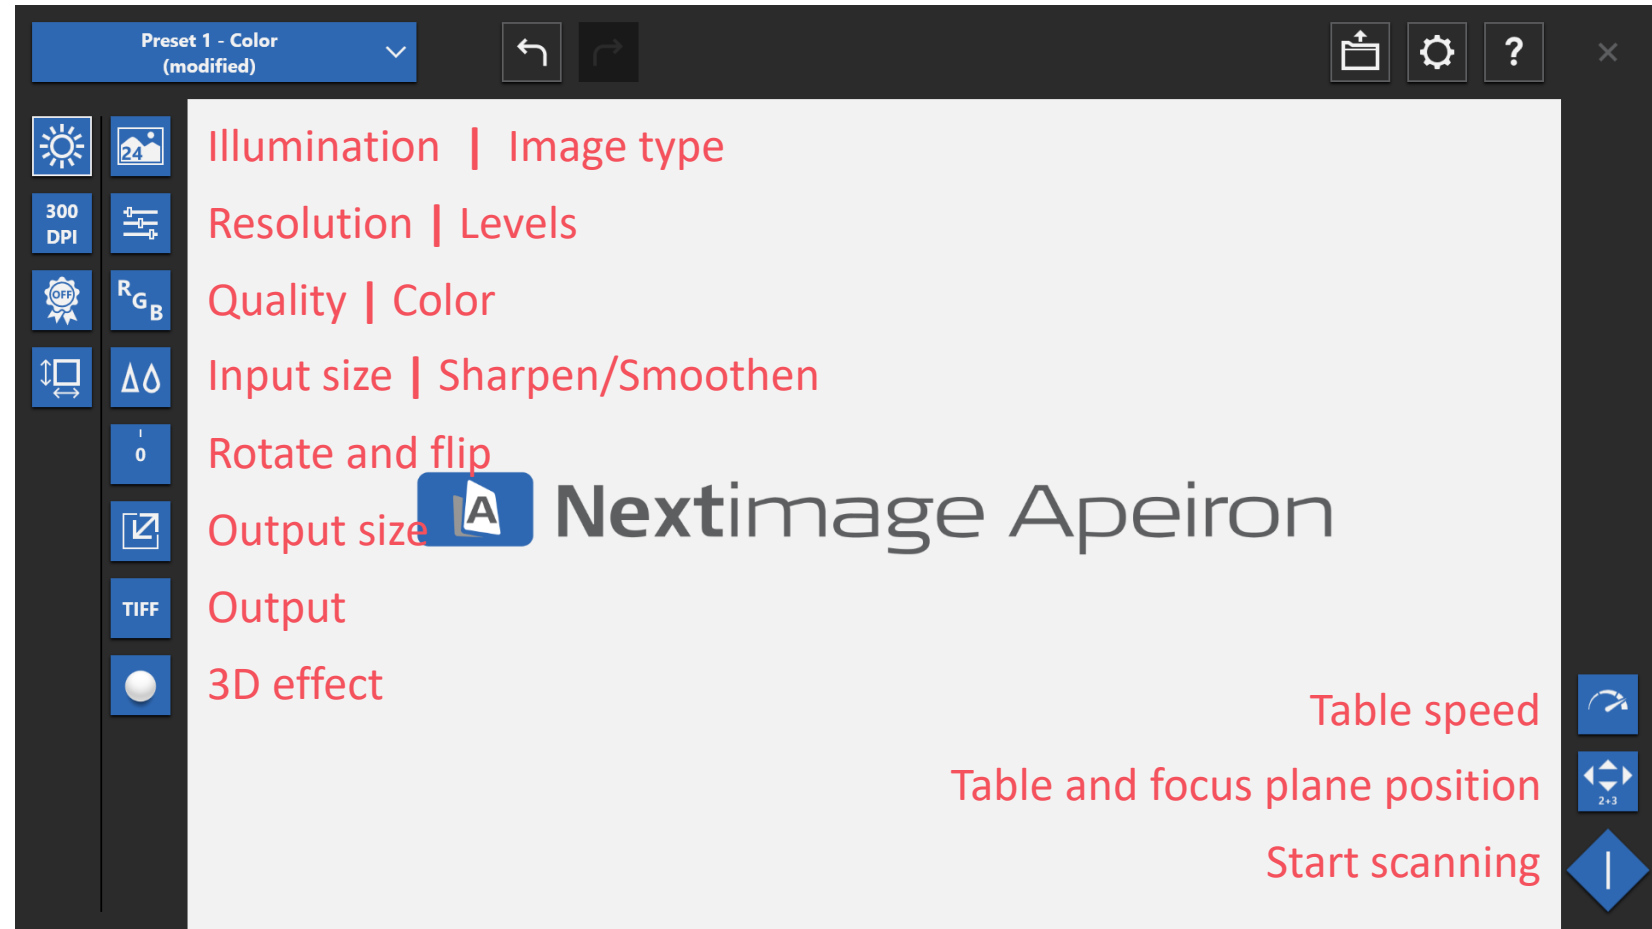 Preset 1 - Color
(modified)
?
24
Illumination | Image type
300
DPI
Resolution | Levels
OFF
R
G
B
Quality | Color
Input size | Sharpen/Smoothen
0
Rotate and flip
Nextimage Apeiron
A
Output size
TIFF
Output
3D effect
Table speed
Table and focus plane position
2+3
Start scanning